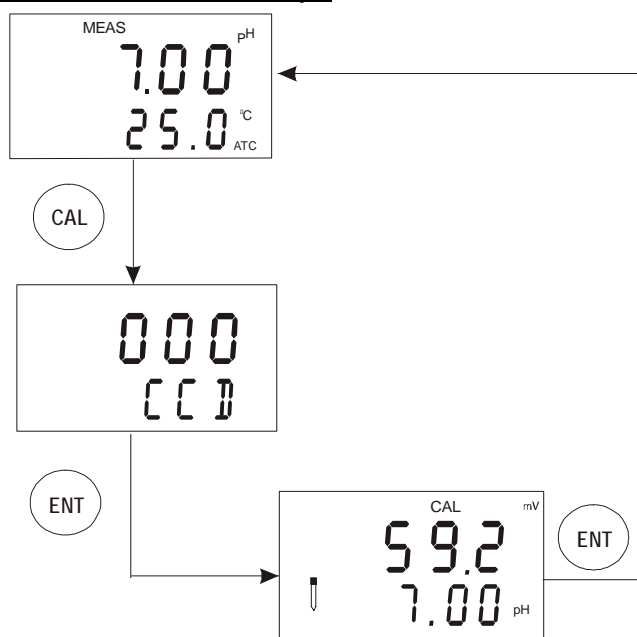 MEAS
7.00 pH
25.0 °C
ATC
CAL
000
CCD
ENT
CAL mV
59.2
7.00 pH
ENT